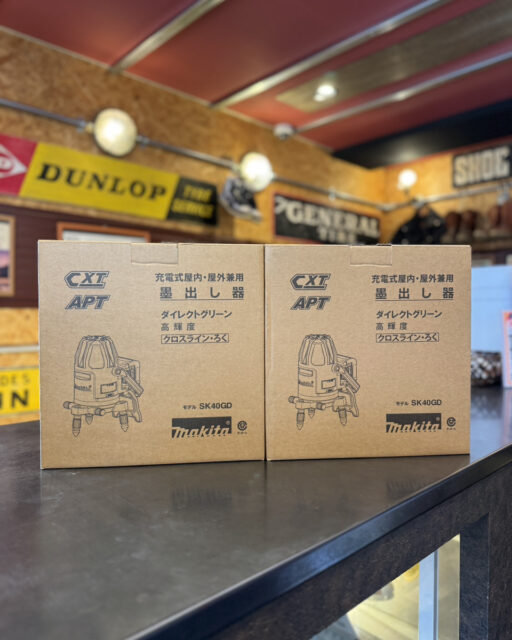 DUNLOP
TIRE
SERVICE
GENERAL
TIRE
SHOE
CXT
APT
充電式屋内・屋外兼用
墨出し器
ダイレクトグリーン
高輝度
クロスライン・ろく
モデル SK40GD
Makita
CXT
APT
充電式屋内・屋外兼用
墨出し器
ダイレクトグリーン
高輝度
クロスライン・ろく
モデル SK40GD
Makita